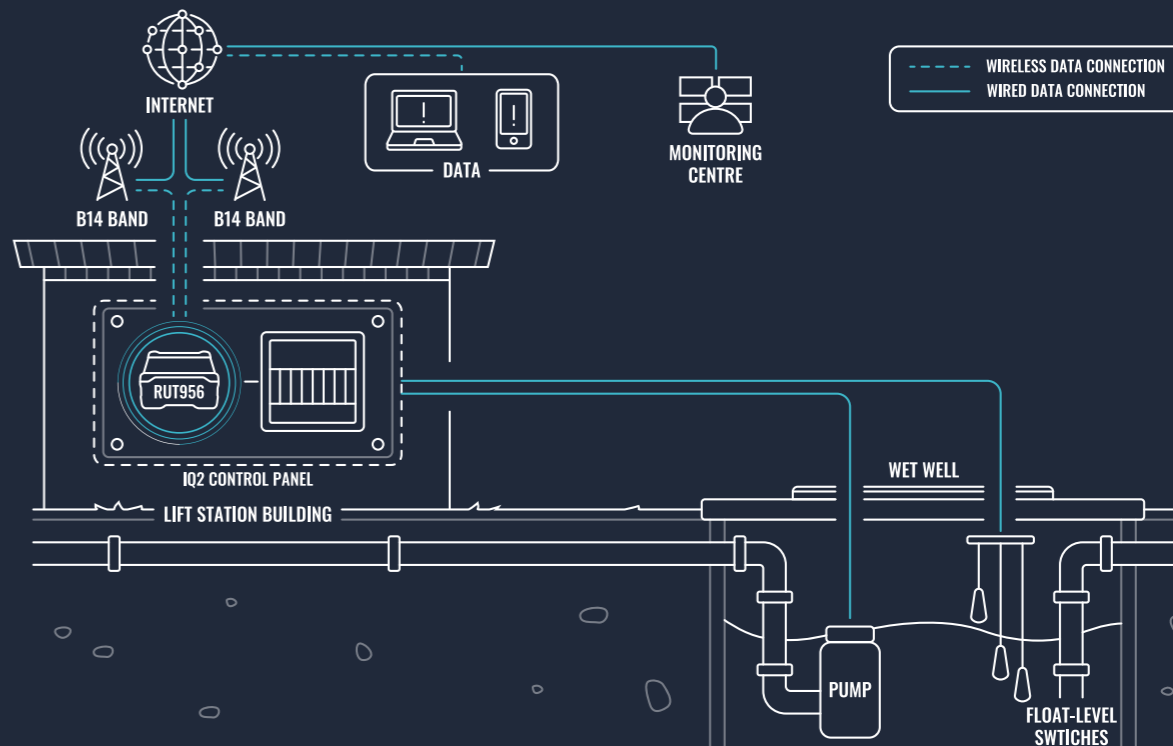 WIRELESS DATA CONNECTION
WIRED DATA CONNECTION
INTERNET
DATA
MONITORING
CENTRE
B14 BAND
B14 BAND
RUT956
IQ2 CONTROL PANEL
LIFT STATION BUILDING
WET WELL
PUMP
FLOAT-LEVEL
SWTICHES